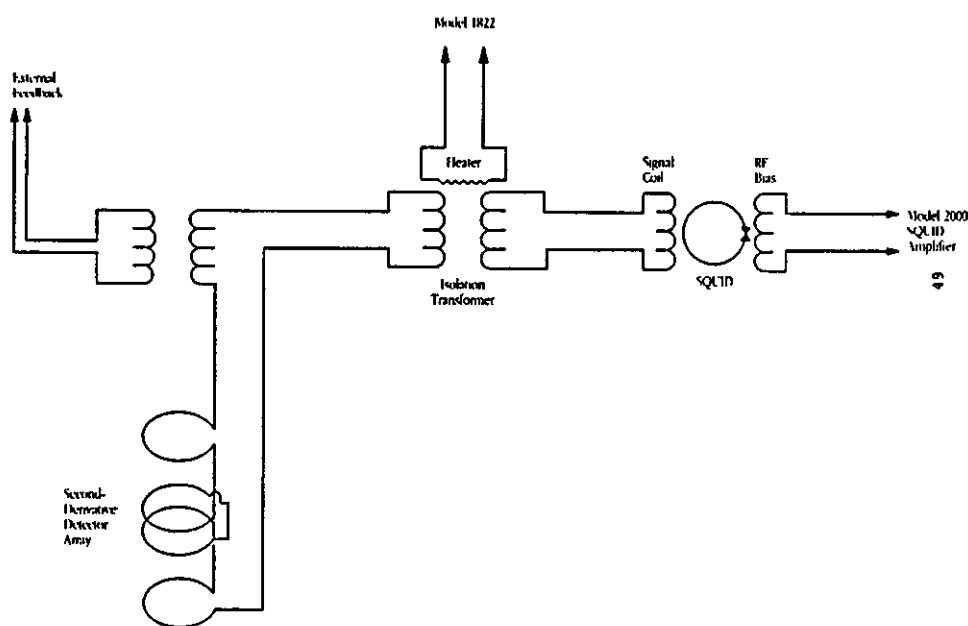 Model 1822
External
Feedback
Heater
Signal
Coil
RF
Bias
Model 2000
SQUID
Amplifier
SQUID
Isolation
Transformer
49
Second-
Derivative
Detector
Array